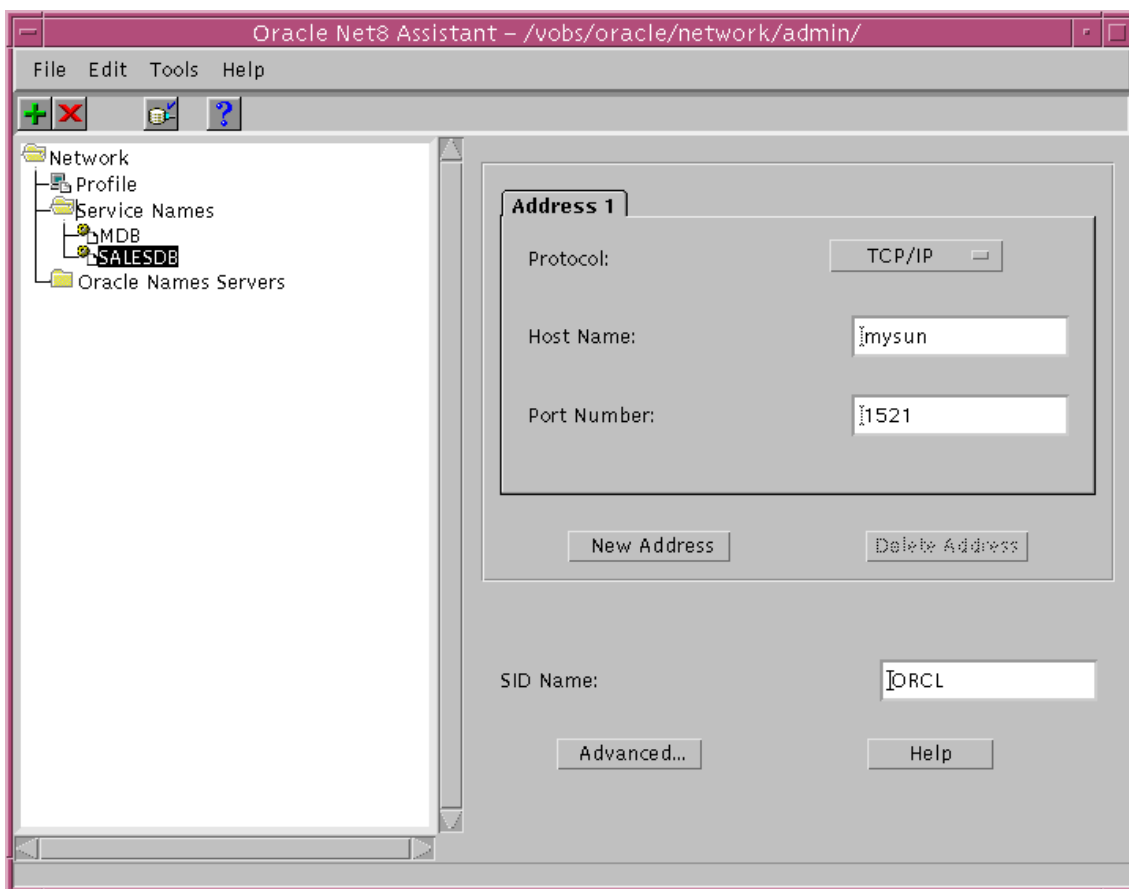 Oracle Net8 Assistant – /vobs/oracle/network/admin/
File Edit Tools Help
?
Network
Profile
Service Names
MDB
SALESDB
Oracle Names Servers
Address 1
Protocol: TCP/IP
Host Name: mysun
Port Number: 1521
New Address Delete Address
SID Name: ORCL
Advanced... Help